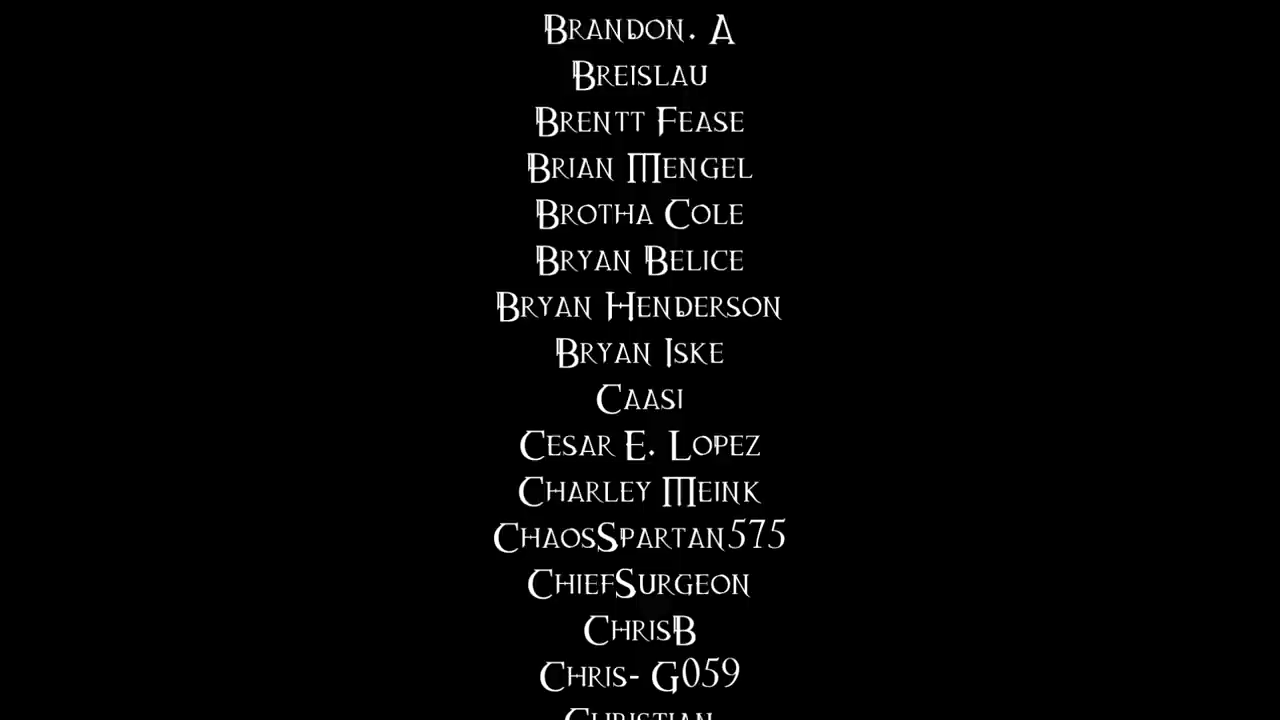 Brandon. A
Breislau
Brentt Fease
Brian Mengel
Brotha Cole
Bryan Belice
Bryan Henderson
Bryan Iske
Caasi
Cesar E. Lopez
Charley Meink
ChaosSpartan575
ChiefSurgeon
ChrisB
Chris- G059
Christian